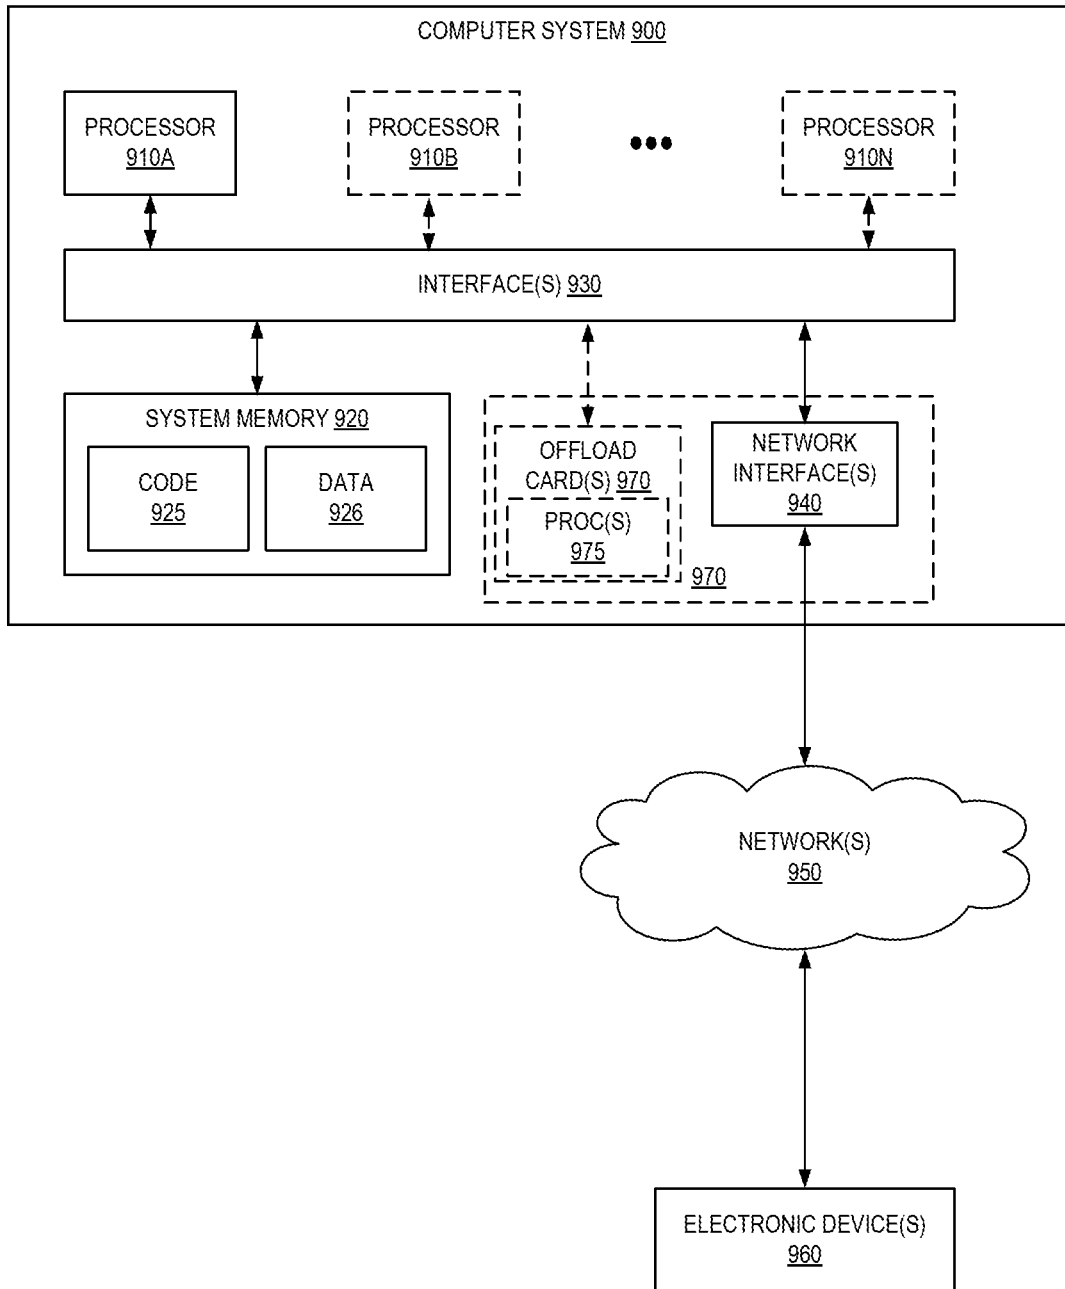 COMPUTER SYSTEM 900
PROCESSOR
910A
PROCESSOR
910B
PROCESSOR
910N
INTERFACE(S) 930
SYSTEM MEMORY 920
CODE
925
DATA
926
OFFLOAD
CARD(S) 970
PROC(S)
975
970
NETWORK
INTERFACE(S)
940
NETWORK(S)
950
ELECTRONIC DEVICE(S)
960